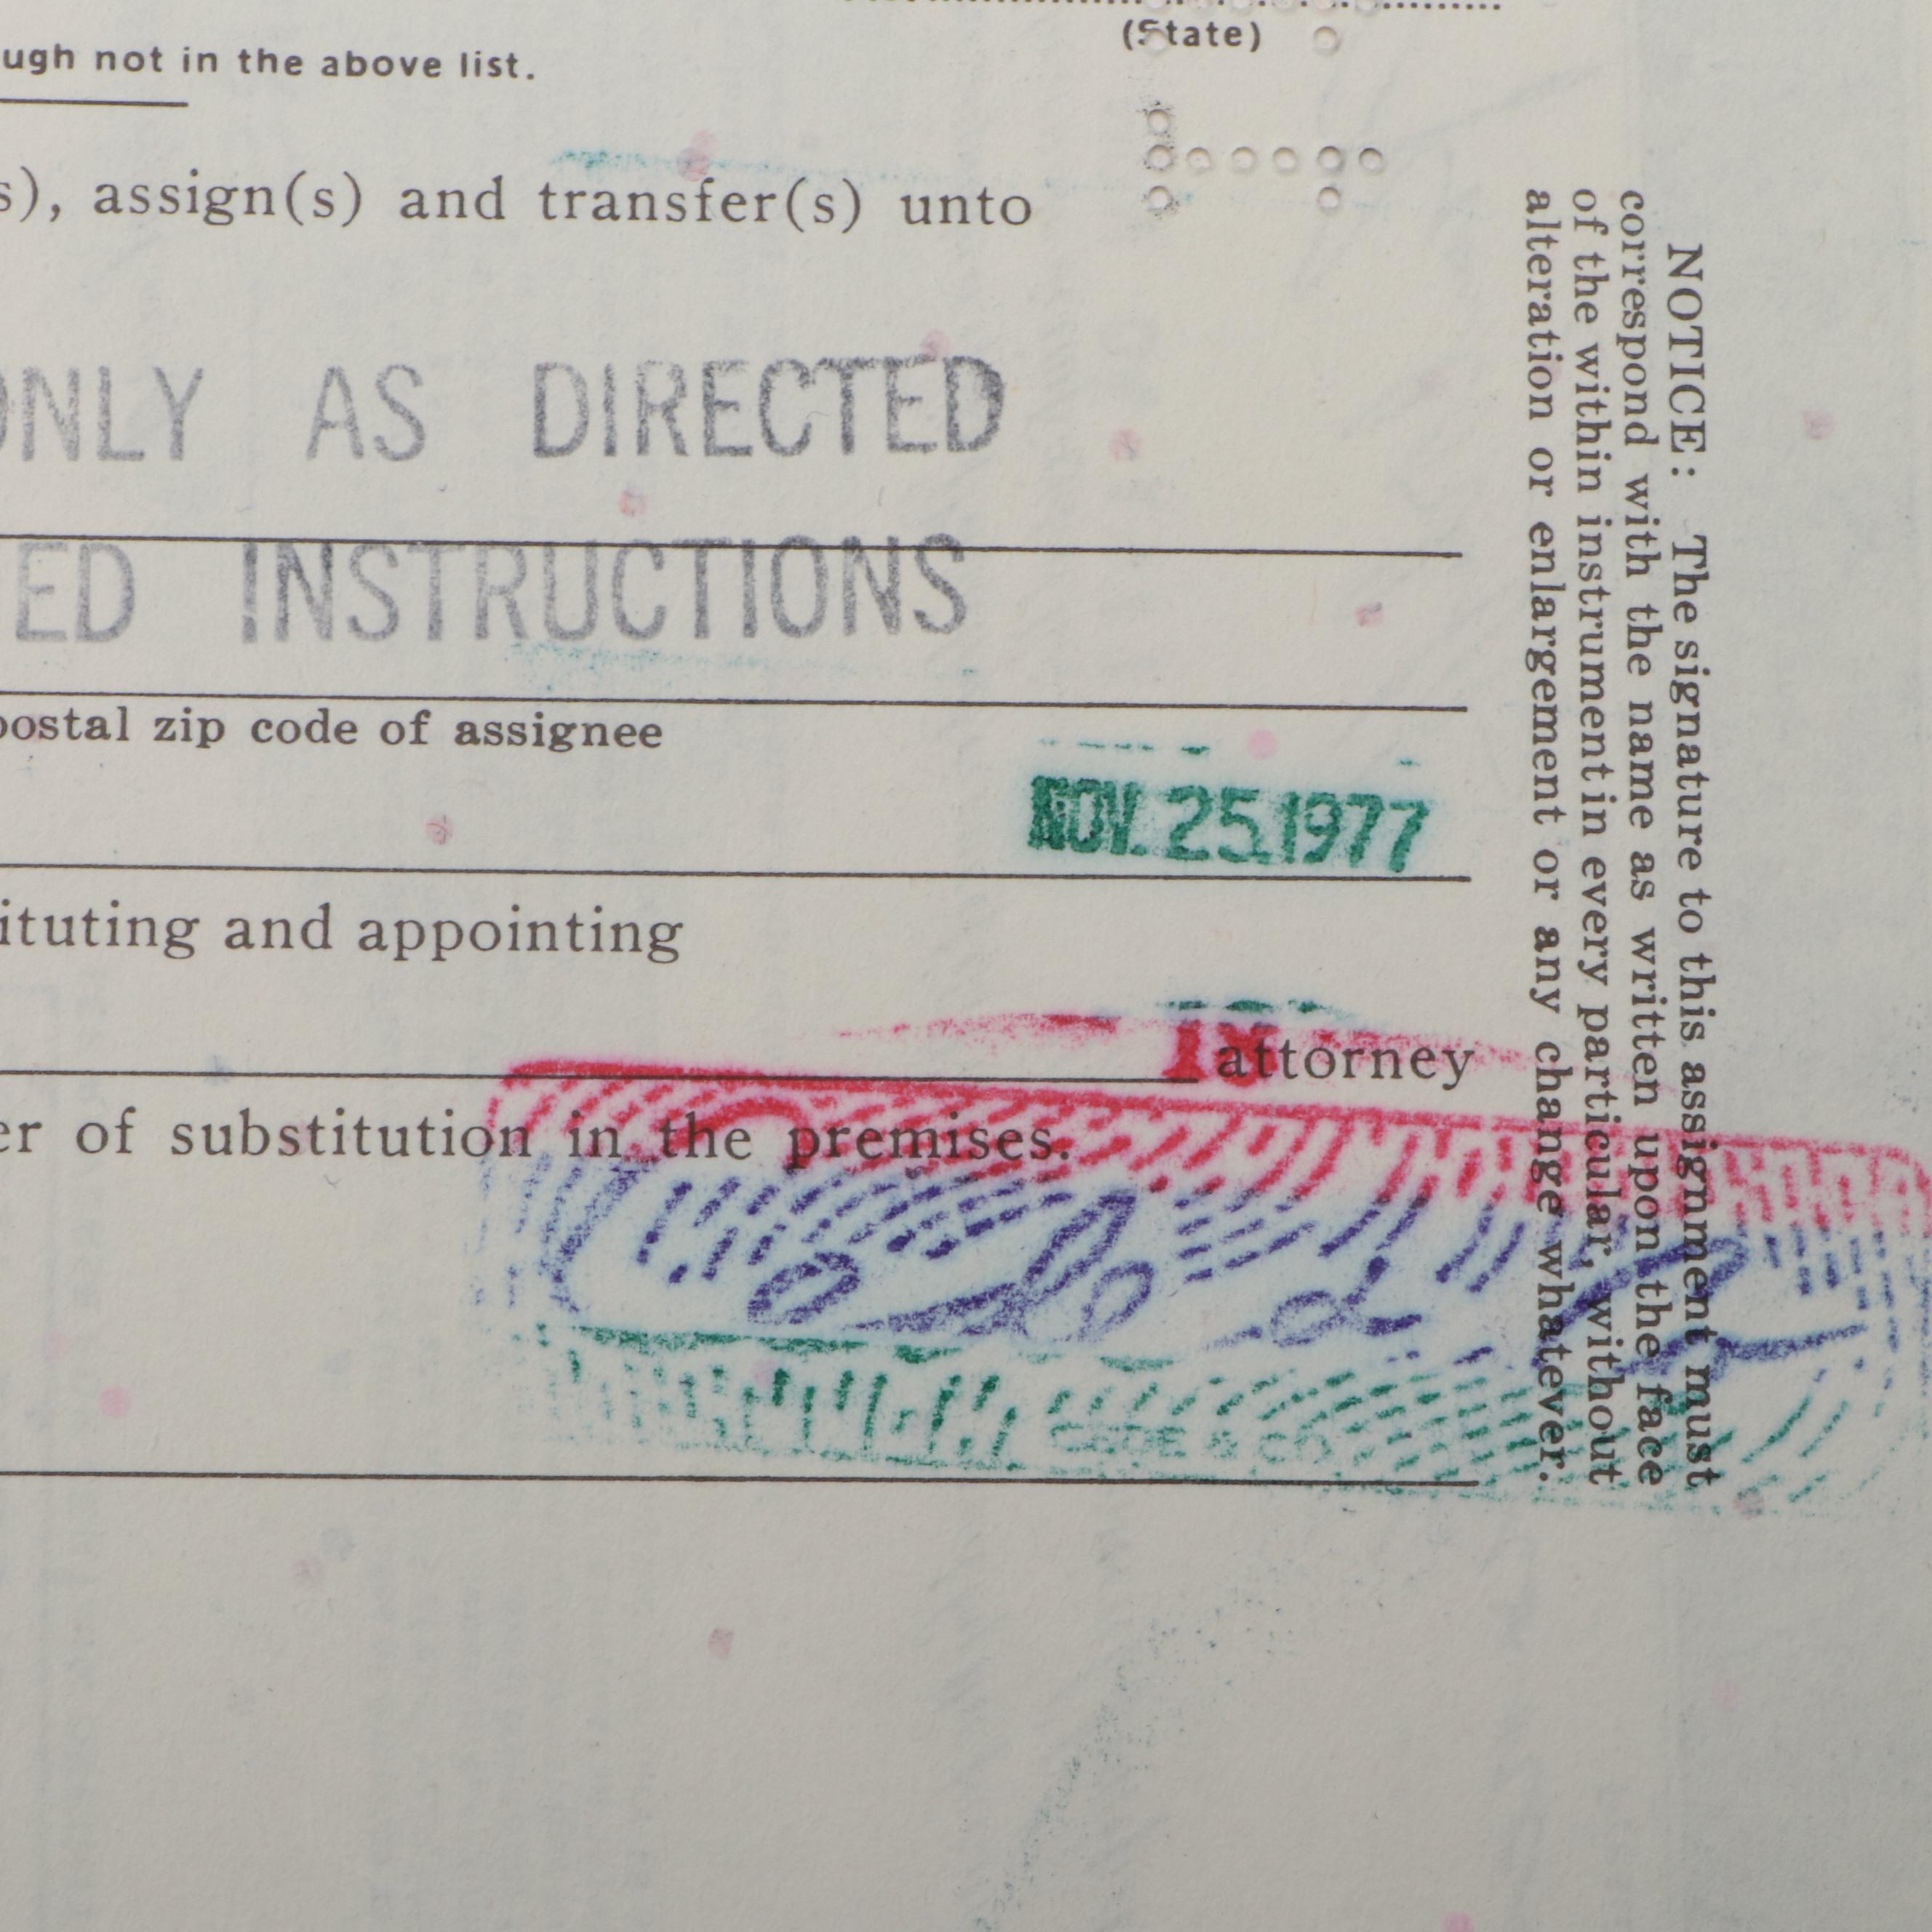 (State)
ugh not in the above list.
s), assign(s) and transfer(s) unto
ONLY AS DIRECTED
ED INSTRUCTIONS
postal zip code of assignee
NOV. 25.1977
ituting and appointing
18
attorney
er of substitution in the premises.
CEDE & CO
NOTICE: The signature to this assignment must
correspond with the name as written upon the face
of the within instrument in every particular, without
alteration or enlargement or any change whatever.